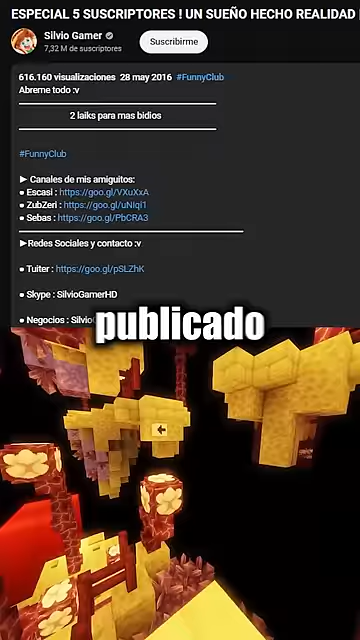 ESPECIAL 5 SUSCRIPTORES ! UN SUEÑO HECHO REALIDAD
Silvio Gamer
7,32 M de suscriptores
Suscribirme
616.160 visualizaciones 28 may 2016 #FunnyClub
Abreme todo :v
2 laiks para mas bidios
#FunnyClub
► Canales de mis amiguitos:
● Escasi : https://goo.gl/VXuXxA
● ZubZeri : https://goo.gl/uNIqi1
● Sebas : https://goo.gl/PbCRA3
►Redes Sociales y contacto :v
● Tuiter : https://goo.gl/pSLZhK
● Skype : SilvioGamerHD
● Negocios :
publicado